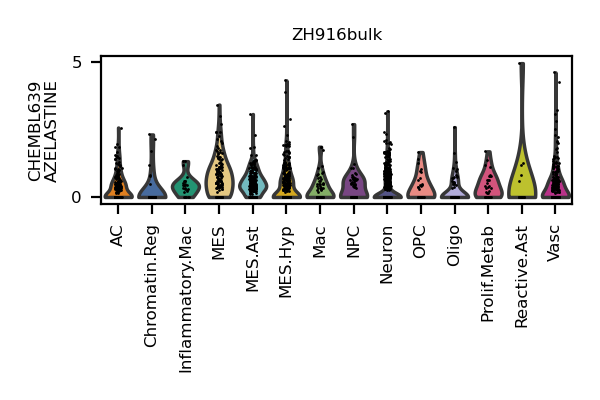 ZH916bulk
CHEMBL639
AZELASTINE
5
0
AC
Chromatin.Reg
Inflammatory.Mac
MES
MES.Ast
MES.Hyp
Mac
NPC
Neuron
OPC
Oligo
Prolif.Metab
Reactive.Ast
Vasc